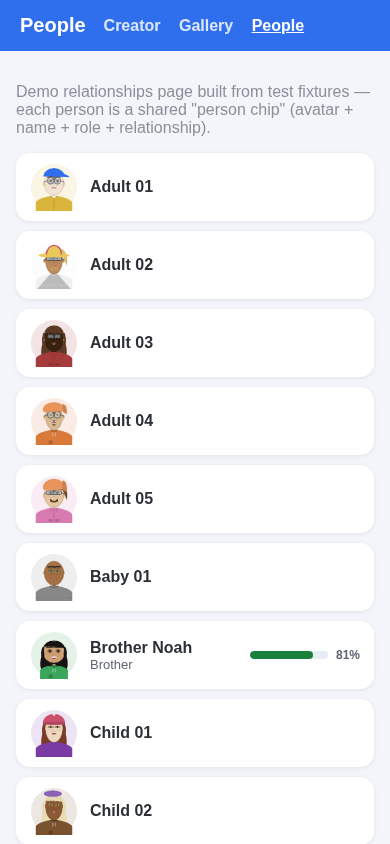 People Creator Gallery People
Demo relationships page built from test fixtures —
each person is a shared "person chip" (avatar +
name + role + relationship).
Adult 01
Adult 02
Adult 03
Adult 04
Adult 05
Baby 01
Brother Noah
Brother
81%
Child 01
Child 02